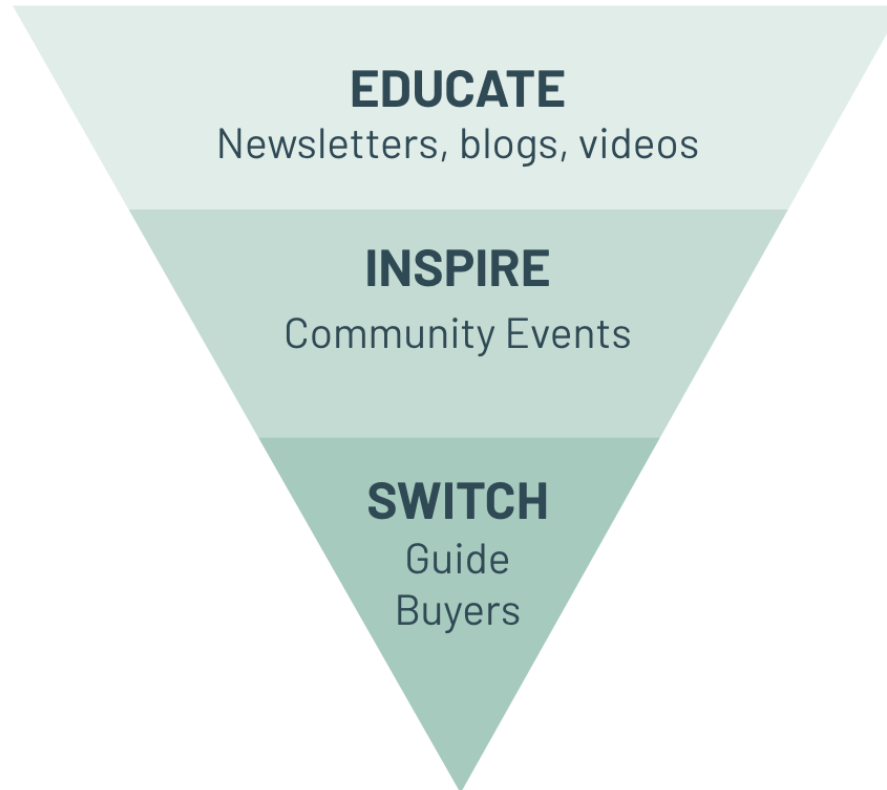 EDUCATE
Newsletters, blogs, videos
INSPIRE
Community Events
SWITCH
Guide
Buyers